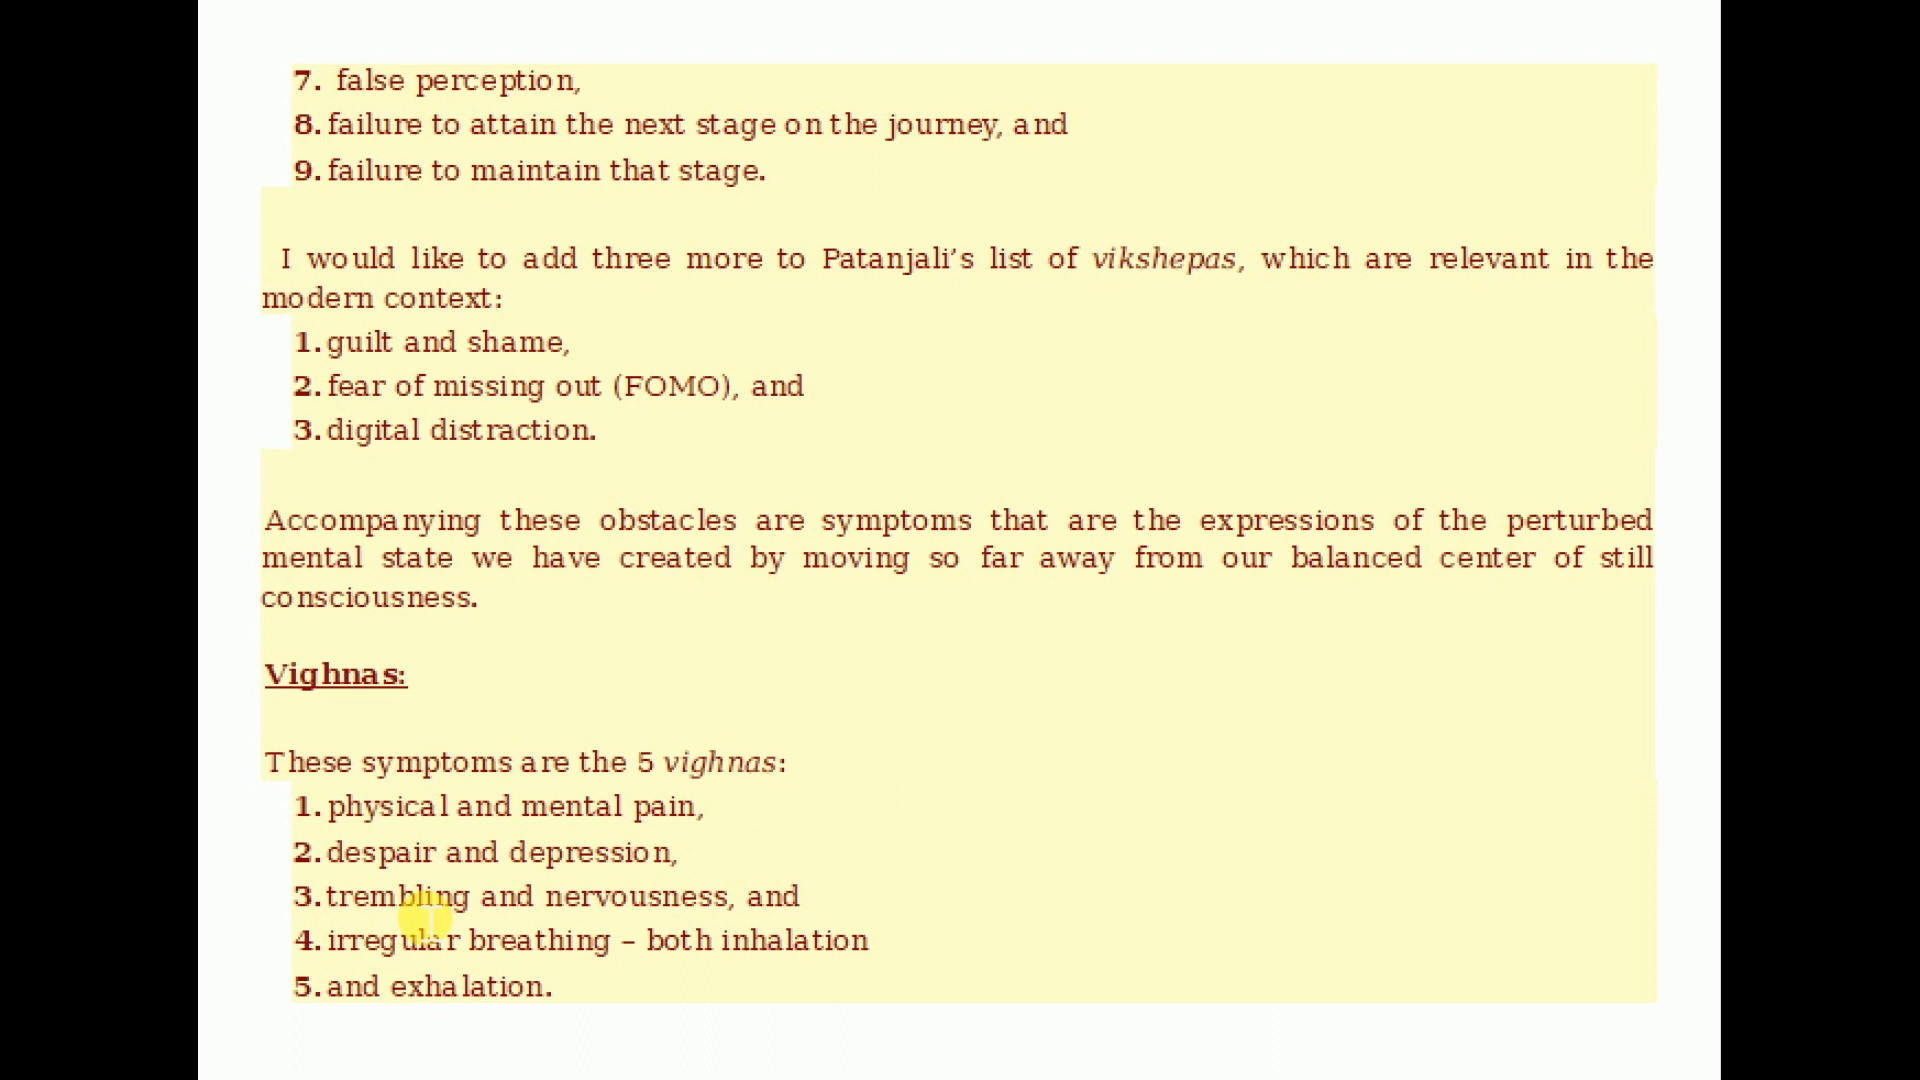 7. false perception,
8. failure to attain the next stage on the journey, and
9. failure to maintain that stage.
I would like to add three more to Patanjali’s list of vikshepas, which are relevant in the
modern context:
1. guilt and shame,
2. fear of missing out (FOMO), and
3. digital distraction.
Accompanying these obstacles are symptoms that are the expressions of the perturbed
mental state we have created by moving so far away from our balanced center of still
consciousness.
Vighnas:
These symptoms are the 5 vighnas:
1. physical and mental pain,
2. despair and depression,
3. trembling and nervousness, and
4. irregular breathing – both inhalation
5. and exhalation.